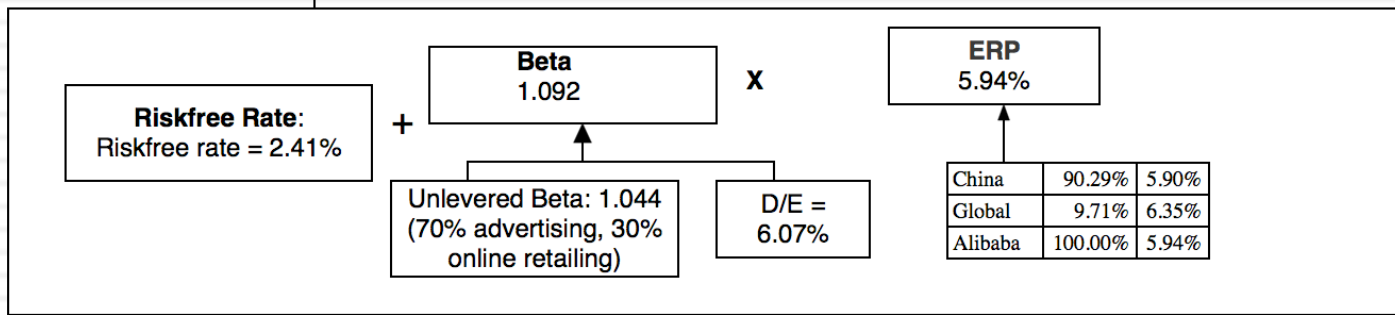 Riskfree Rate:
Riskfree rate = 2.41%
+
Beta
1.092
X
ERP
5.94%
Unlevered Beta: 1.044
(70% advertising, 30%
online retailing)
D/E =
6.07%
China 90.29% 5.90%
Global 9.71% 6.35%
Alibaba 100.00% 5.94%